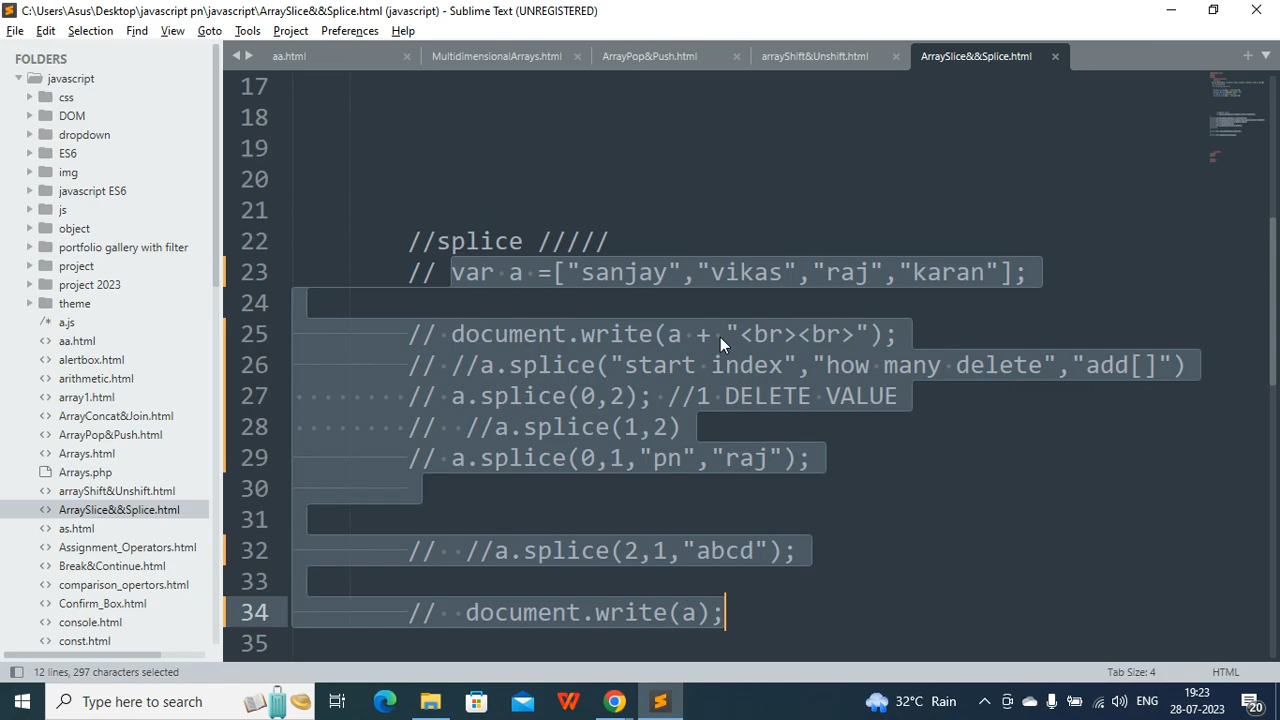 C:\Users\Asus\Desktop\javascript pn\javascript\ArraySlice&&Splice.html (javascript) - Sublime Text (UNREGISTERED)
File Edit Selection Find View Goto Tools Project Preferences Help
FOLDERS
javascript
css
DOM
dropdown
ES6
img
javascript ES6
js
object
portfolio gallery with filter
project
project 2023
theme
a.js
aa.html
alertbox.html
arithmetic.html
array1.html
ArrayConcat&Join.html
ArrayPop&Push.html
Arrays.html
Arrays.php
arrayShift&Unshift.html
ArraySlice&&Splice.html
as.html
Assignment_Operators.html
Break&Continue.html
comparison_opertors.html
Confirm_Box.html
console.html
const.html
aa.html MultidimensionalArrays.html ArrayPop&Push.html arrayShift&Unshift.html ArraySlice&&Splice.html
17
18
19
20
21
22 //splice /////
23 // var a =["sanjay","vikas","raj","karan"];
24
25 // document.write(a + "<br><br>");
26 // //a.splice("start index","how many delete","add[]")
27 // a.splice(0,2); //1 DELETE VALUE
28 // //a.splice(1,2)
29 // a.splice(0,1,"pn","raj");
30
31
32 // //a.splice(2,1,"abcd");
33
34 // document.write(a);
35
12 lines, 297 characters selected Tab Size: 4 HTML
Type here to search 32°C Rain ENG 19:23 28-07-2023 20